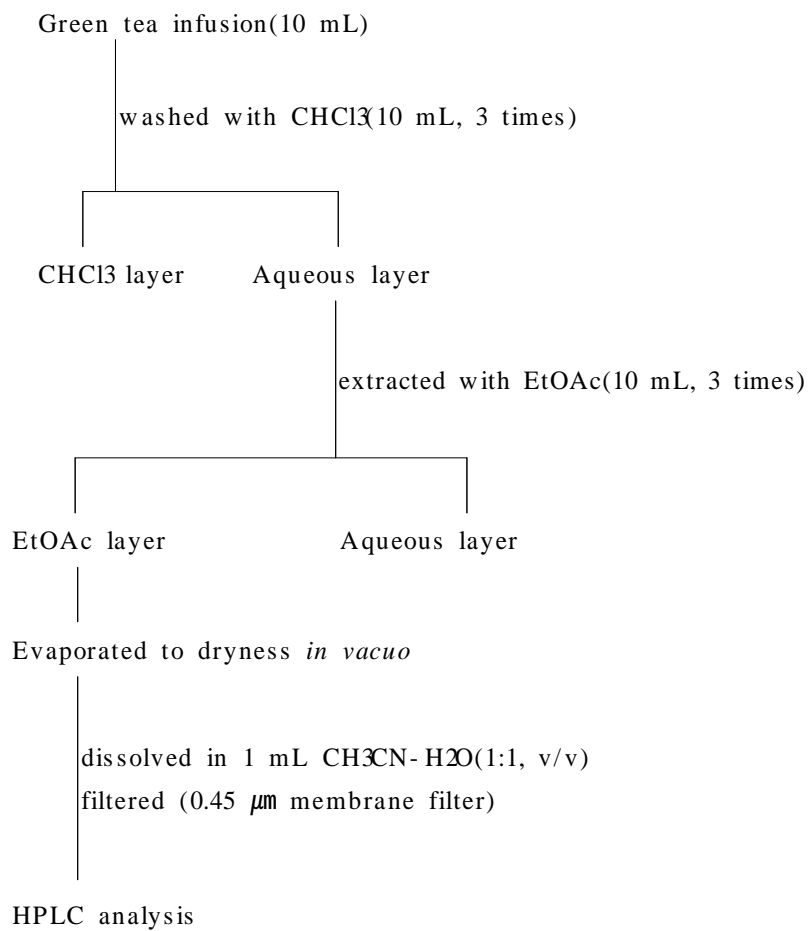 Green tea infusion(10 mL)
washed with CHCl3(10 mL, 3 times)
CHCl3 layer
Aqueous layer
extracted with EtOAc(10 mL, 3 times)
EtOAc layer
Aqueous layer
Evaporated to dryness in vacuo
dissolved in 1 mL CH3CN-H2O(1:1, v/v)
filtered (0.45 μm membrane filter)
HPLC analysis